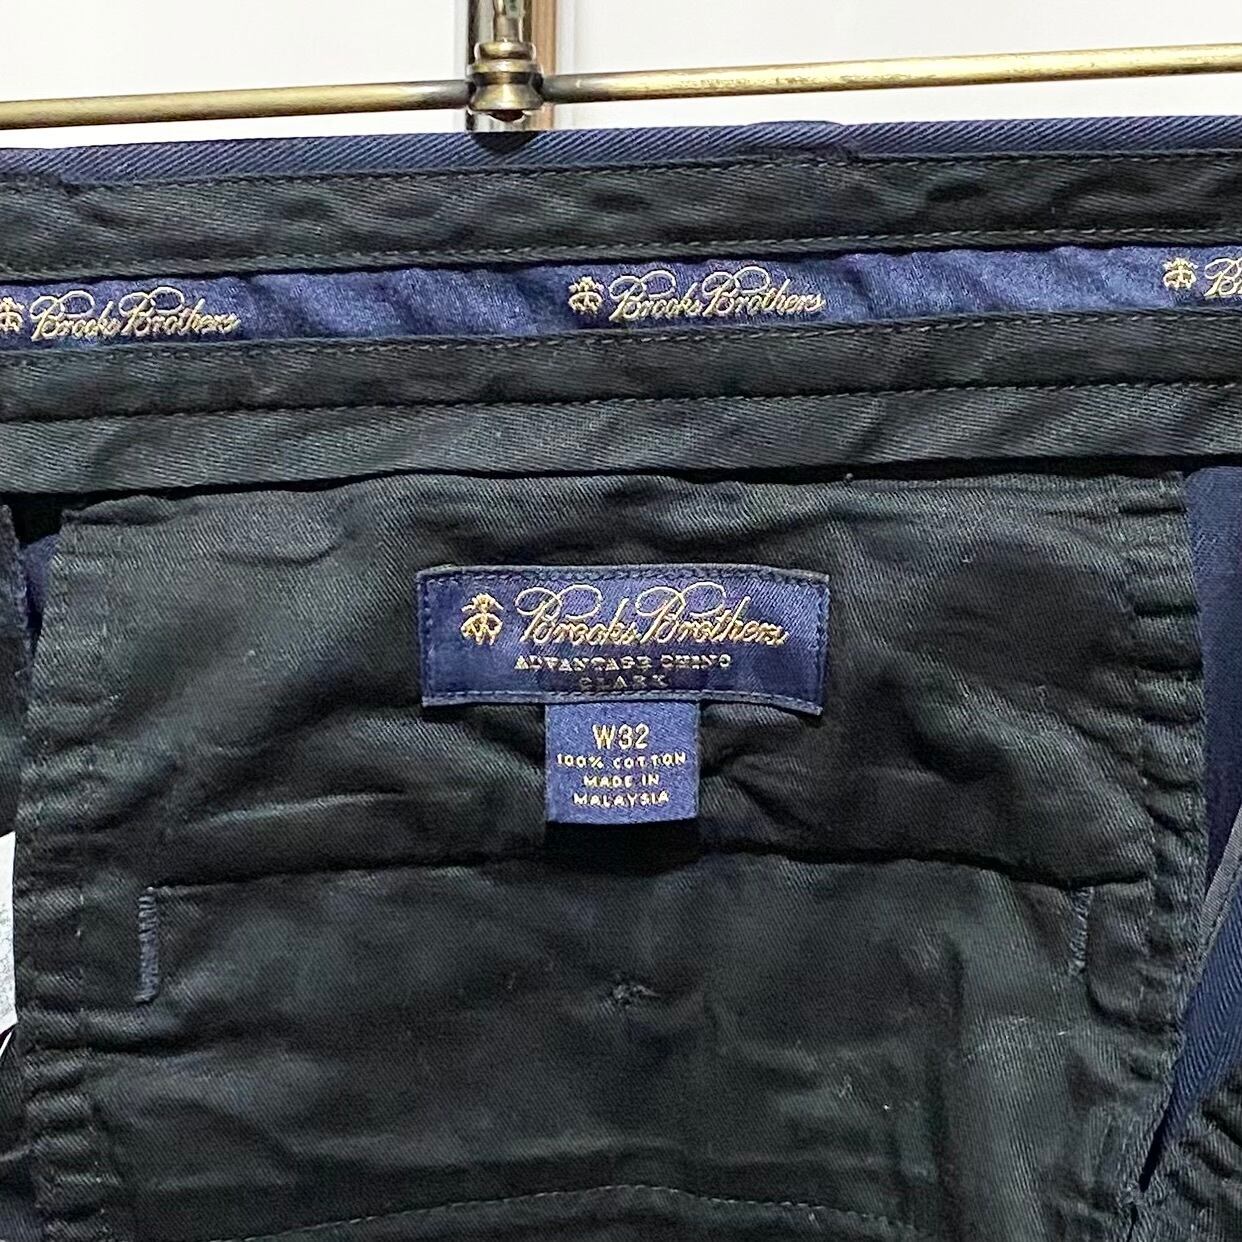 Brooks Brothers Brooks Brothers
Brooks Brothers
ADVANTAGE CHINO
CLARK
W32
100% COTTON
MADE IN
MALAYSIA